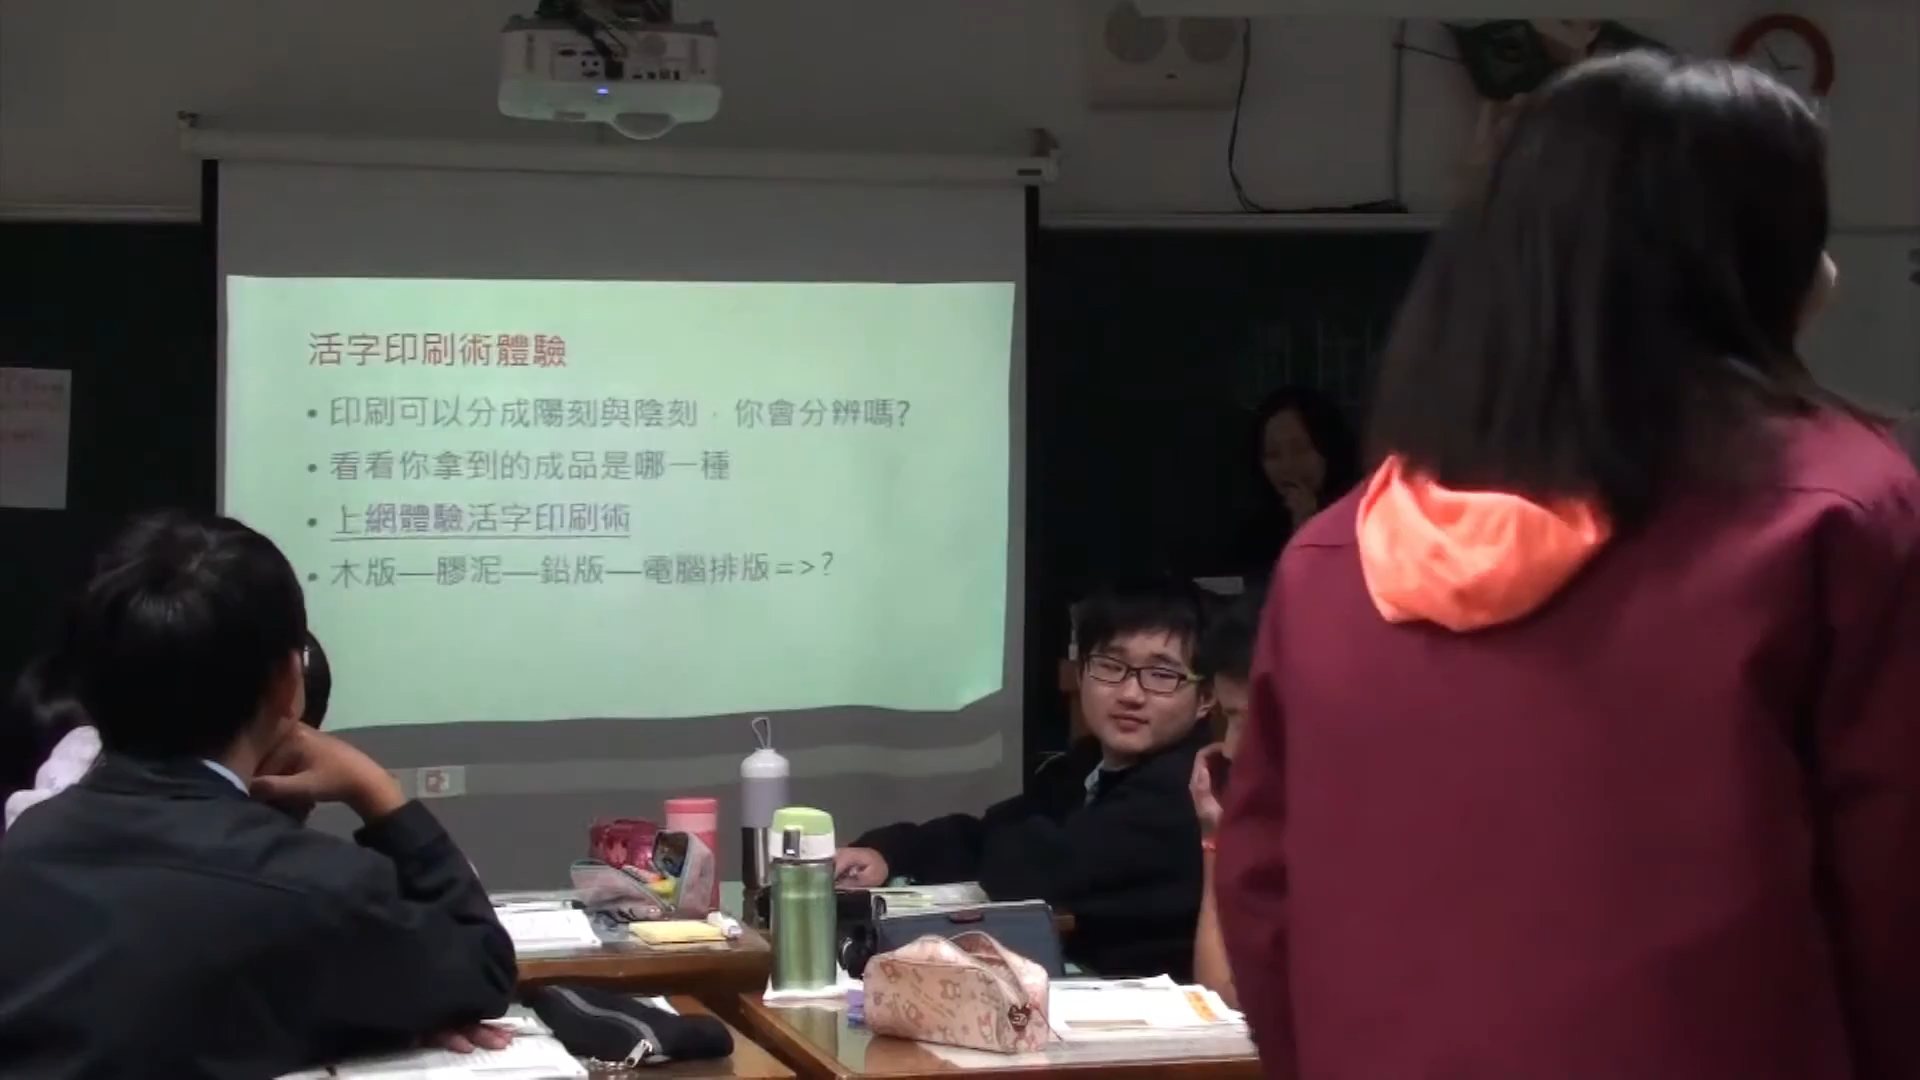 活字印刷術體驗
• 印刷可以分成陽刻與陰刻，你會分辨嗎?
• 看看你拿到的成品是哪一種
• 上網體驗活字印刷術
• 木版—膠泥—鉛版—電腦排版=>?